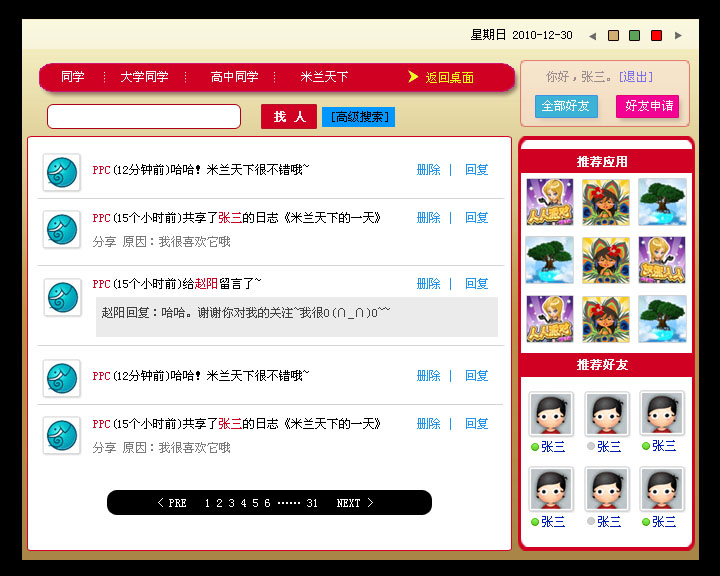 星期日 2010-12-30
同学 大学同学 高中同学 米兰天下 返回桌面
你好，张三。[退出]
全部好友 好友申请
找 人 [高级搜索]
PPC(12分钟前)哈哈！米兰天下很不错哦~ 删除 | 回复
PPC(15个小时前)共享了张三的日志《米兰天下的一天》 删除 | 回复
分享 原因：我很喜欢它哦
PPC(15个小时前)给赵阳留言了~ 删除 | 回复
赵阳回复：哈哈。谢谢你对我的关注~我很O(∩_∩)O~~
PPC(12分钟前)哈哈！米兰天下很不错哦~ 删除 | 回复
PPC(15个小时前)共享了张三的日志《米兰天下的一天》 删除 | 回复
分享 原因：我很喜欢它哦
< PRE 1 2 3 4 5 6 …… 31 NEXT >
推荐应用
推荐好友
张三 张三 张三
张三 张三 张三